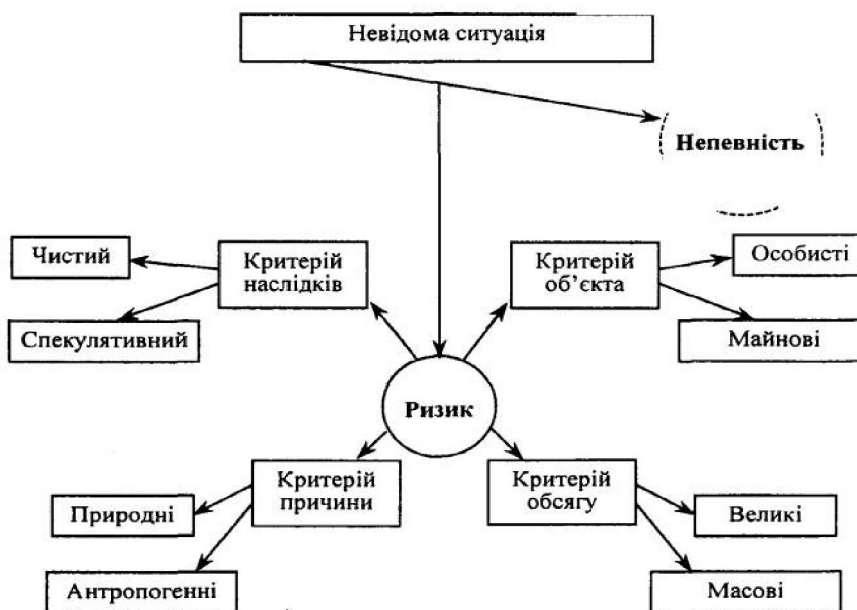 Невідома ситуація
Непевність
Чистий
Критерій
наслідків
Критерій
об’єкта
Особисті
Спекулятивний
Майнові
Ризик
Критерій
причини
Критерій
обсягу
Природні
Великі
Антропогенні
Масові